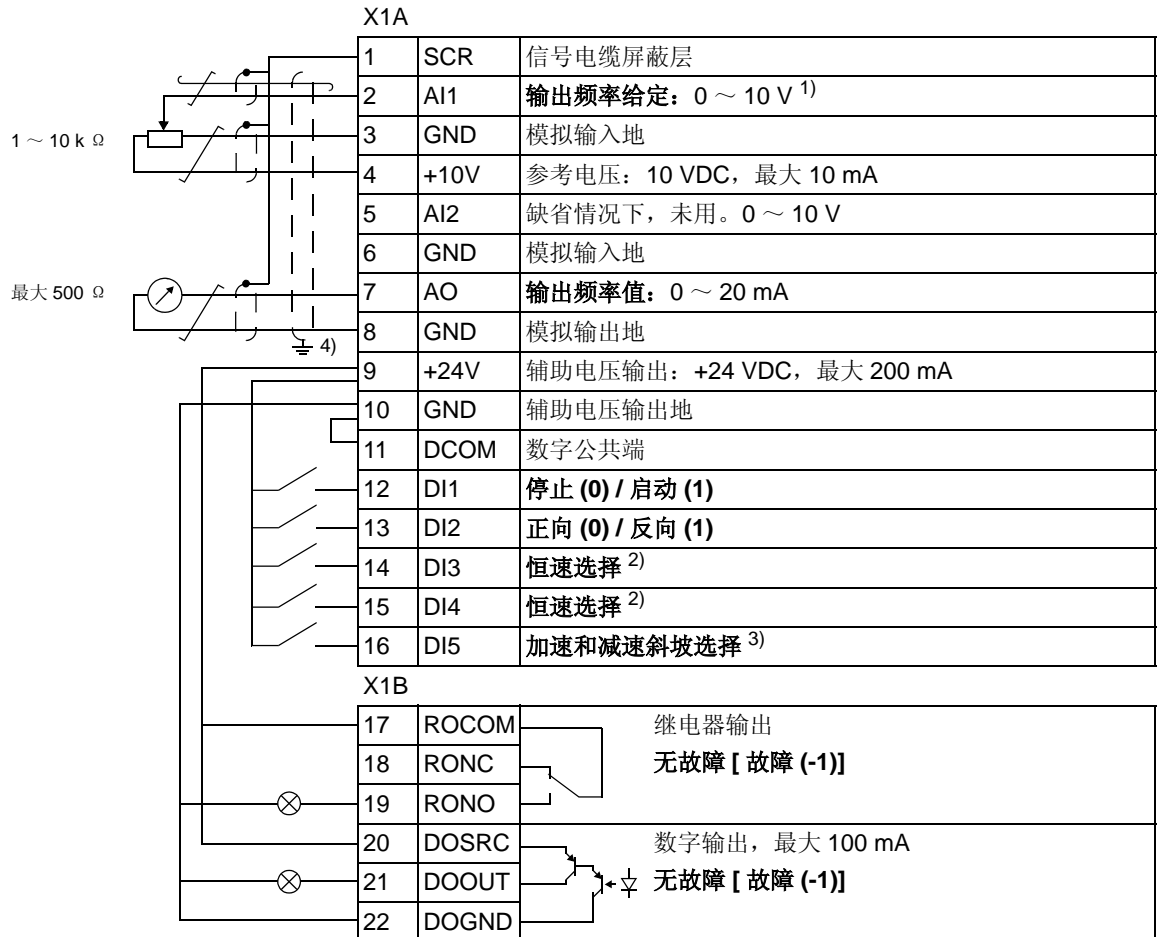 X1A
1 SCR 信号电缆屏蔽层
2 AI1 输出频率给定：0 ～ 10 V 1)
1 ～ 10 k Ω
3 GND 模拟输入地
4 +10V 参考电压：10 VDC，最大 10 mA
5 AI2 缺省情况下，未用。0 ～ 10 V
6 GND 模拟输入地
最大 500 Ω
7 AO 输出频率值：0 ～ 20 mA
8 GND 模拟输出地
4)
9 +24V 辅助电压输出：+24 VDC，最大 200 mA
10 GND 辅助电压输出地
11 DCOM 数字公共端
12 DI1 停止 (0) / 启动 (1)
13 DI2 正向 (0) / 反向 (1)
14 DI3 恒速选择 2)
15 DI4 恒速选择 2)
16 DI5 加速和减速斜坡选择 3)
X1B
17 ROCOM 继电器输出
18 RONC 无故障 [ 故障 (-1)]
19 RONO
20 DOSRC 数字输出，最大 100 mA
21 DOOUT 无故障 [ 故障 (-1)]
22 DOGND